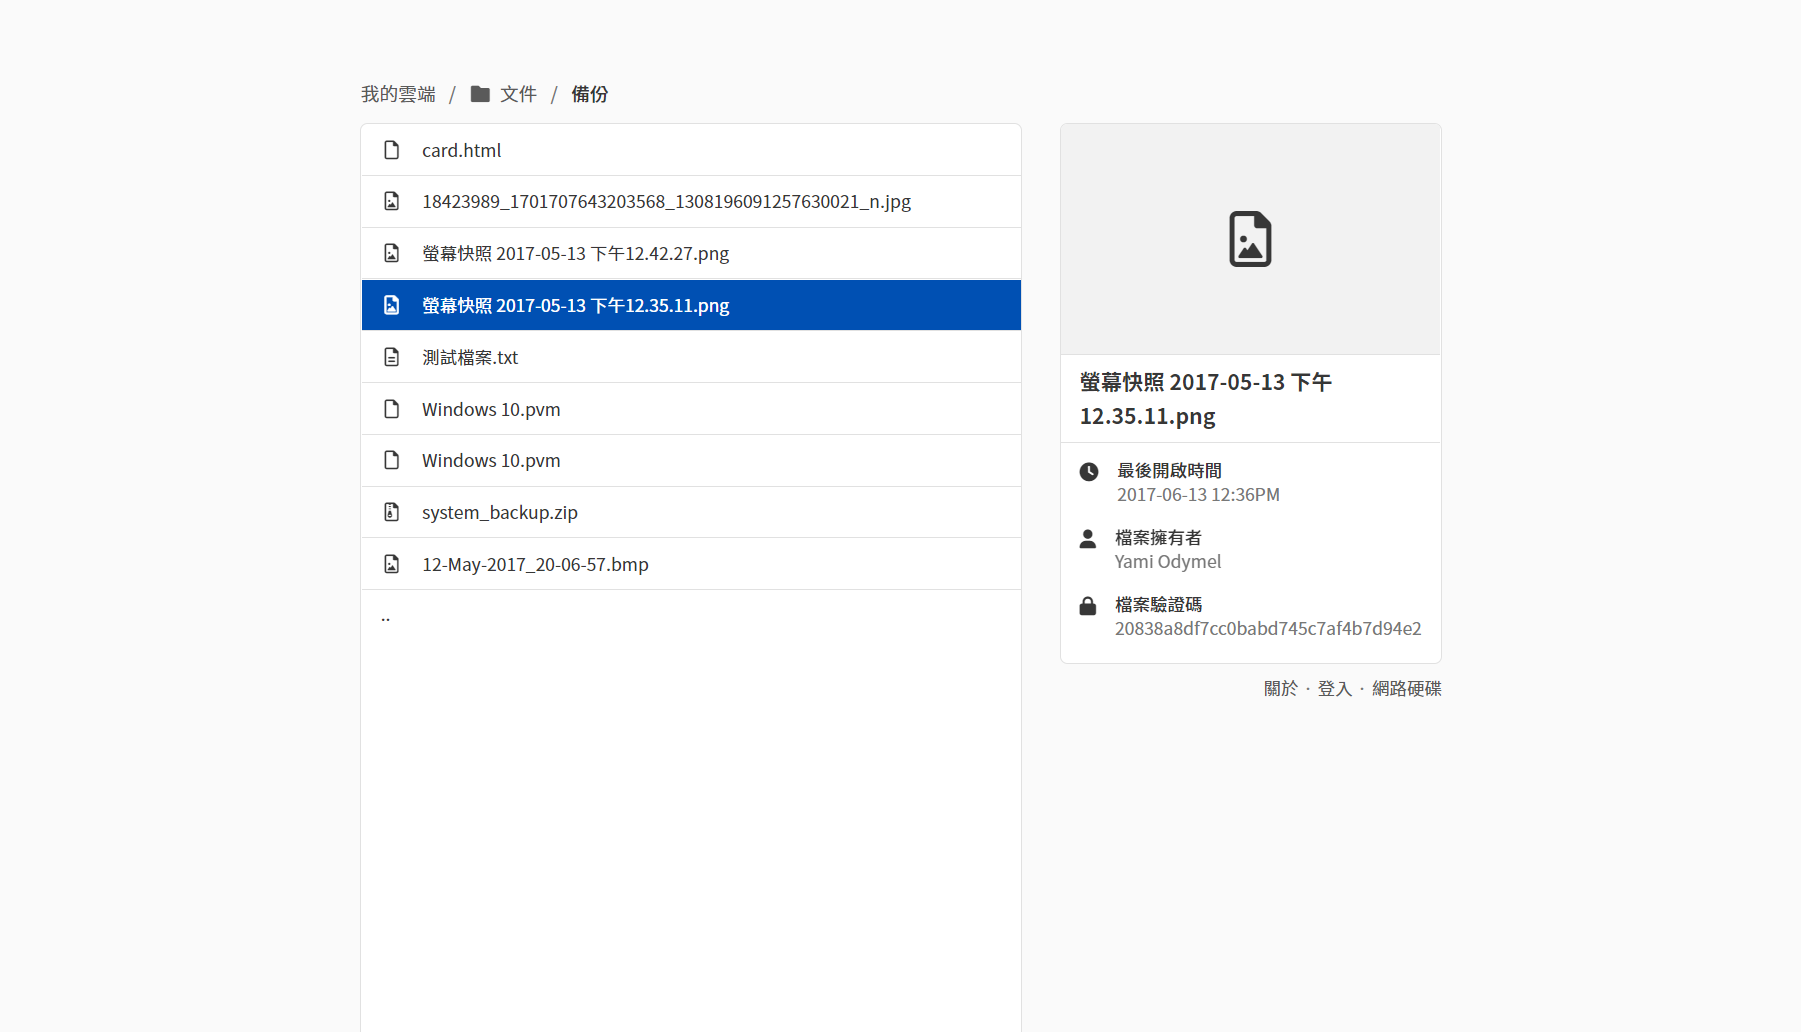 我的雲端 / 文件 / 備份
card.html
18423989_1701707643203568_1308196091257630021_n.jpg
螢幕快照 2017-05-13 下午12.42.27.png
螢幕快照 2017-05-13 下午12.35.11.png
測試檔案.txt
Windows 10.pvm
Windows 10.pvm
system_backup.zip
12-May-2017_20-06-57.bmp
..
螢幕快照 2017-05-13 下午
12.35.11.png
最後開啟時間
2017-06-13 12:36PM
檔案擁有者
Yami Odymel
檔案驗證碼
20838a8df7cc0babd745c7af4b7d94e2
關於 · 登入 · 網路硬碟